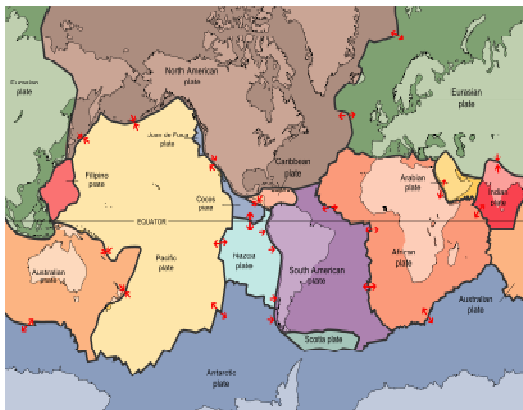 North American
plate
Eurasian
plate
Eurasian
plate
Juan de Fuca
plate
Caribbean
plate
Filipino
plate
Arabian
plate
Indian
plate
Cocos
plate
EQUATOR
Pacific
plate
Nazca
plate
South American
plate
African
plate
Australian
plate
Australian
plate
Scotia plate
Antarctic
plate